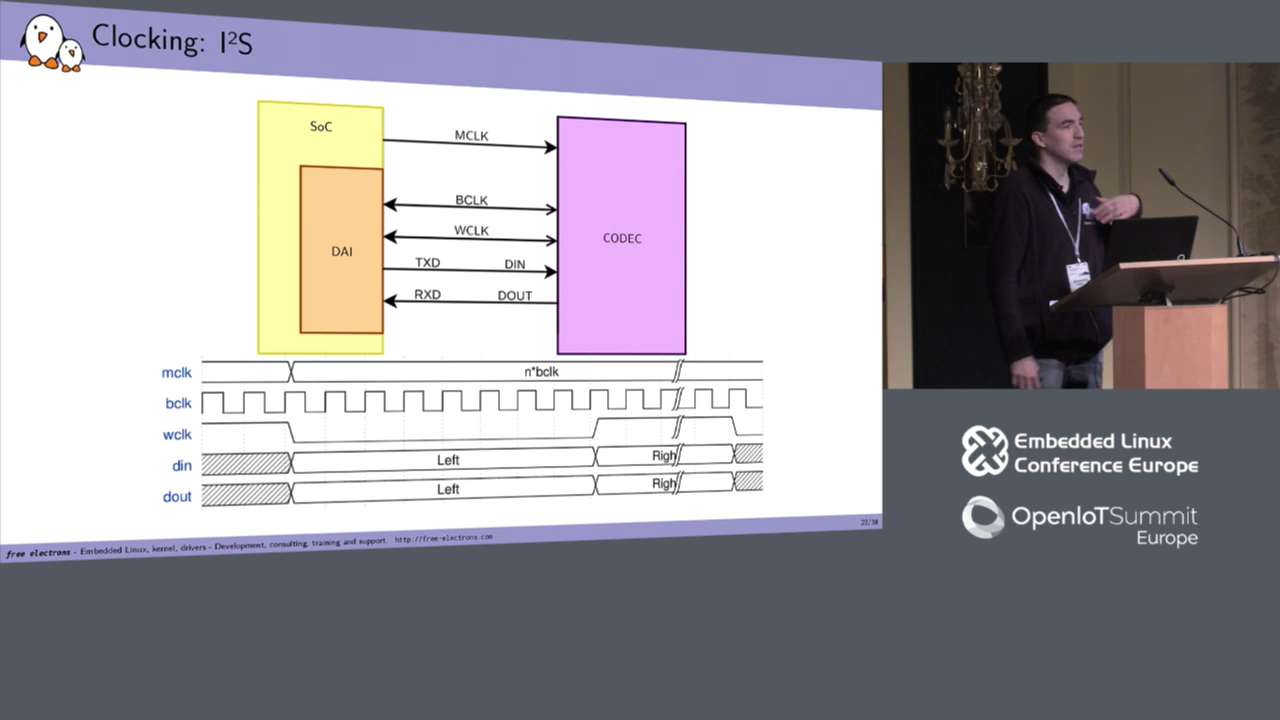 Clocking: I²S
SoC
MCLK
BCLK
WCLK
DAI
CODEC
TXD
DIN
RXD
DOUT
mclk
n*bclk
bclk
wclk
din
Left
Righ
dout
Left
Righ
22/38
free electrons - Embedded Linux, kernel, drivers - Development, consulting, training and support. http://free-electrons.com
Embedded Linux
Conference Europe
OpenIoTSummit
Europe